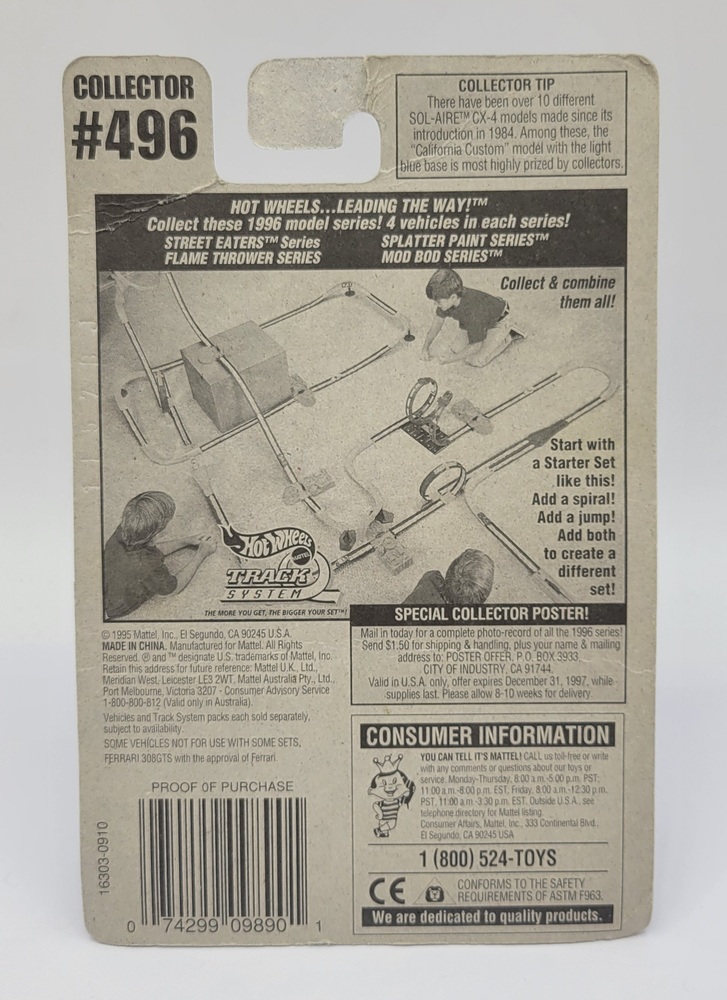 COLLECTOR
#496
COLLECTOR TIP
There have been over 10 different
SOL-AIRE™ CX-4 models made since its
introduction in 1984. Among these, the
"California Custom" model with the light
blue base is most highly prized by collectors.
HOT WHEELS...LEADING THE WAY!™
Collect these 1996 model series! 4 vehicles in each series!
STREET EATERS™ Series
FLAME THROWER SERIES
SPLATTER PAINT SERIES™
MOD BOD SERIES™
Collect & combine
them all!
Start with
a Starter Set
like this!
Add a spiral!
Add a jump!
Add both
to create a
different
set!
Hot Wheels
MATTEL
TRACK
SYSTEM
THE MORE YOU GET, THE BIGGER YOUR SET!™
© 1995 Mattel, Inc., El Segundo, CA 90245 U.S.A.
MADE IN CHINA. Manufactured for Mattel. All Rights
Reserved. ® and ™ designate U.S. trademarks of Mattel, Inc.
Retain this address for future reference: Mattel U.K., Ltd.,
Meridian West, Leicester LE3 2WT, Mattel Australia Pty., Ltd.,
Port Melbourne, Victoria 3207 - Consumer Advisory Service
1-800-800-812 (Valid only in Australia).
Vehicles and Track System packs each sold separately,
subject to availability.
SOME VEHICLES NOT FOR USE WITH SOME SETS.
FERRARI 308GTS with the approval of Ferrari.
SPECIAL COLLECTOR POSTER!
Mail in today for a complete photo-record of all the 1996 series!
Send $1.50 for shipping & handling, plus your name & mailing
address to: POSTER OFFER, P.O. BOX 3933,
CITY OF INDUSTRY, CA 91744.
Valid in U.S.A. only, offer expires December 31, 1997, while
supplies last. Please allow 8-10 weeks for delivery.
CONSUMER INFORMATION
YOU CAN TELL IT'S MATTEL! CALL us toll-free or write
with any comments or questions about our toys or
service. Monday-Thursday, 8:00 a.m.-5:00 p.m. PST;
11:00 a.m.-8:00 p.m. EST; Friday, 8:00 a.m.-12:30 p.m.
PST, 11:00 a.m.-3:30 p.m. EST. Outside U.S.A., see
telephone directory for Mattel listing.
Consumer Affairs, Mattel, Inc., 333 Continental Blvd.,
El Segundo, CA 90245 USA
1 (800) 524-TOYS
CE
CONFORMS TO THE SAFETY
REQUIREMENTS OF ASTM F963.
We are dedicated to quality products.
PROOF OF PURCHASE
16303-0910
0 74299 09890 1